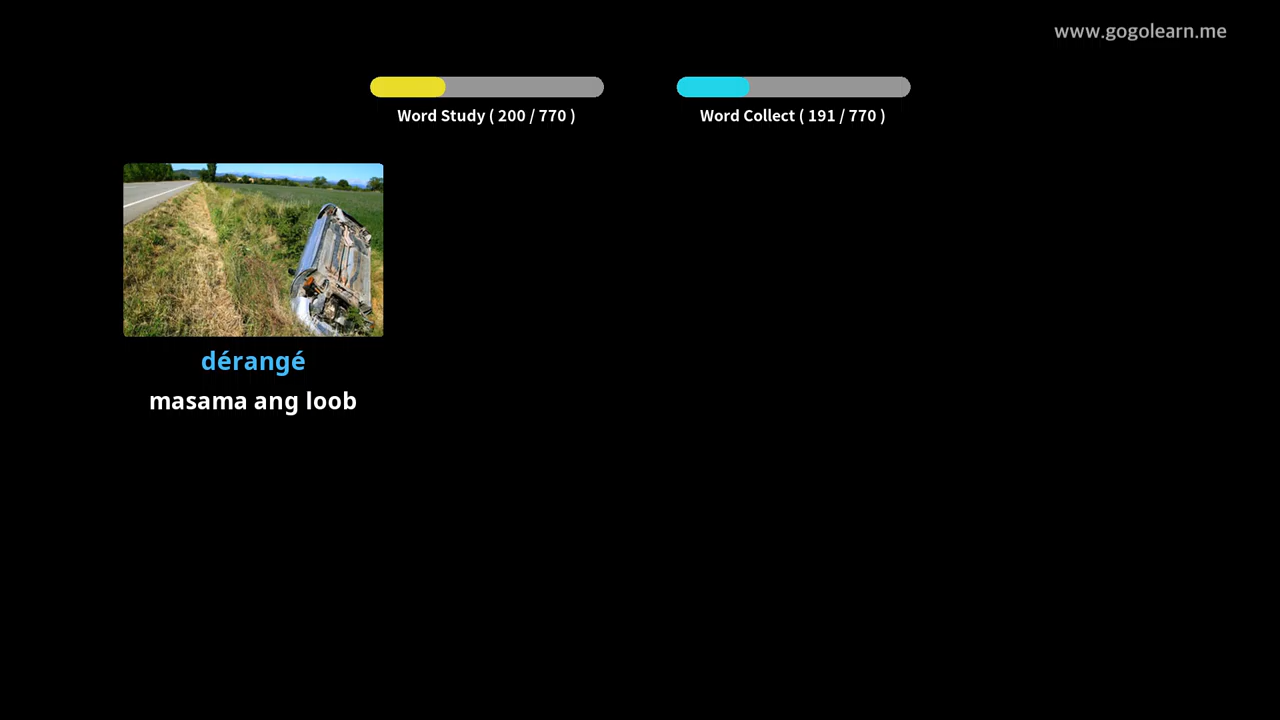 www.gogolearn.me
Word Study ( 200 / 770 )
Word Collect ( 191 / 770 )
dérangé
masama ang loob